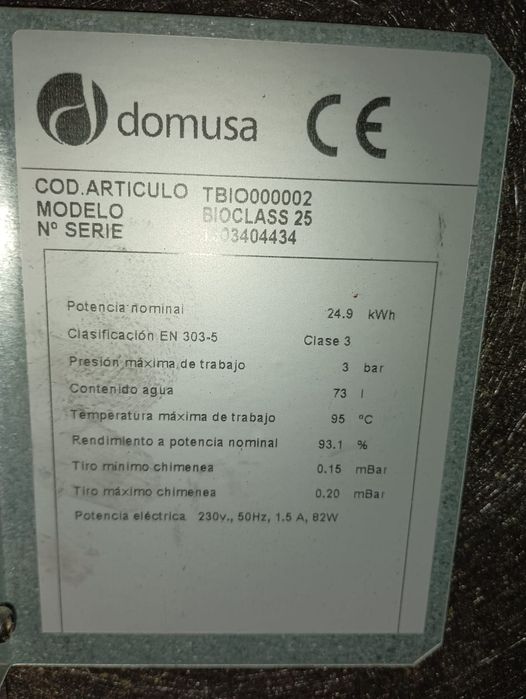 domusa CE
COD.ARTICULO TBIO000002
MODELO BIOCLASS 25
Nº SERIE 03404434
Potencia nominal 24.9 kWh
Clasificación EN 303-5 Clase 3
Presión máxima de trabajo 3 bar
Contenido agua 73 l
Temperatura máxima de trabajo 95 ºC
Rendimiento a potencia nominal 93.1 %
Tiro mínimo chimenea 0.15 mBar
Tiro máximo chimenea 0.20 mBar
Potencia eléctrica 230v., 50Hz, 1.5 A, 82W